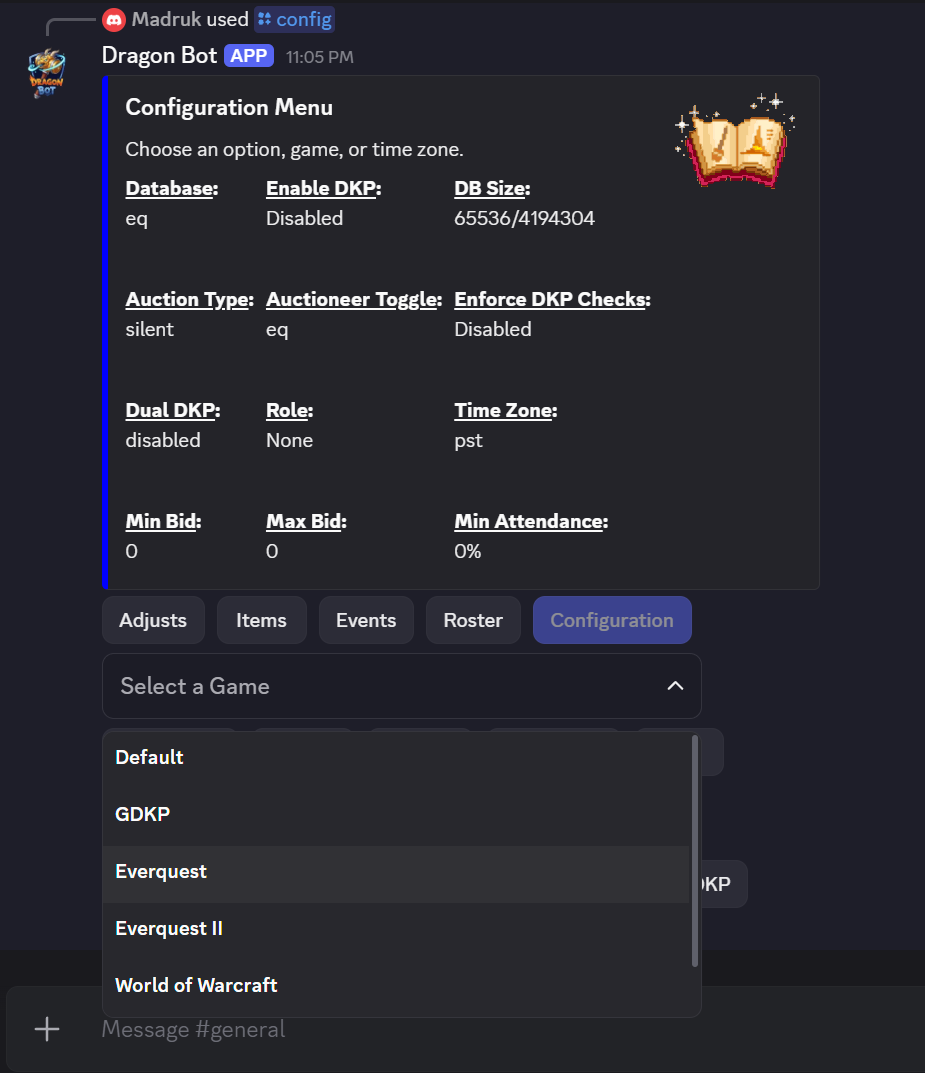 Madruk used config
Dragon Bot APP 11:05 PM
DRAGON
BOT
Configuration Menu
Choose an option, game, or time zone.
Database: Enable DKP: DB Size:
eq Disabled 65536/4194304
Auction Type: Auctioneer Toggle: Enforce DKP Checks:
silent eq Disabled
Dual DKP: Role: Time Zone:
disabled None pst
Min Bid: Max Bid: Min Attendance:
0 0 0%
Adjusts Items Events Roster Configuration
Select a Game
Default
GDKP
Everquest
DKP
Everquest II
World of Warcraft
Message #general